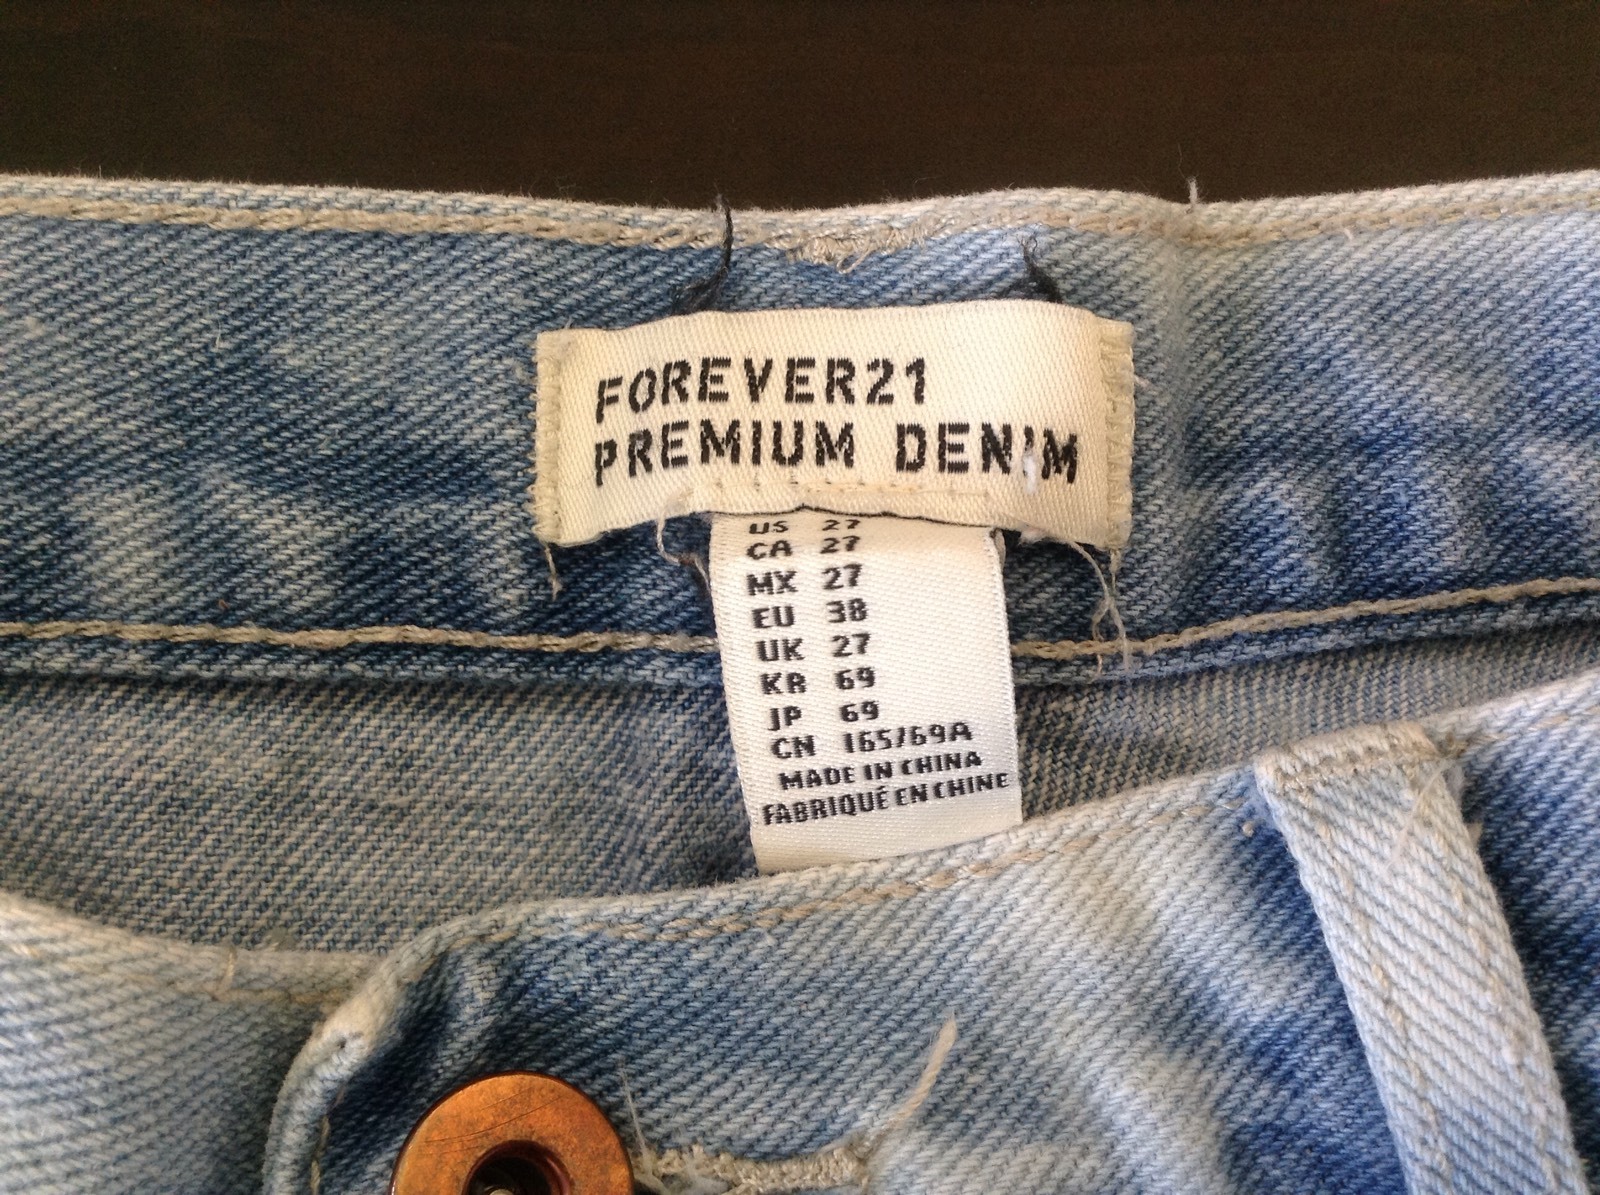 FOREVER21
PREMIUM DENIM
US 27
CA 27
MX 27
EU 38
UK 27
KR 69
JP 69
CN 165/69A
MADE IN CHINA
FABRIQUÉ EN CHINE